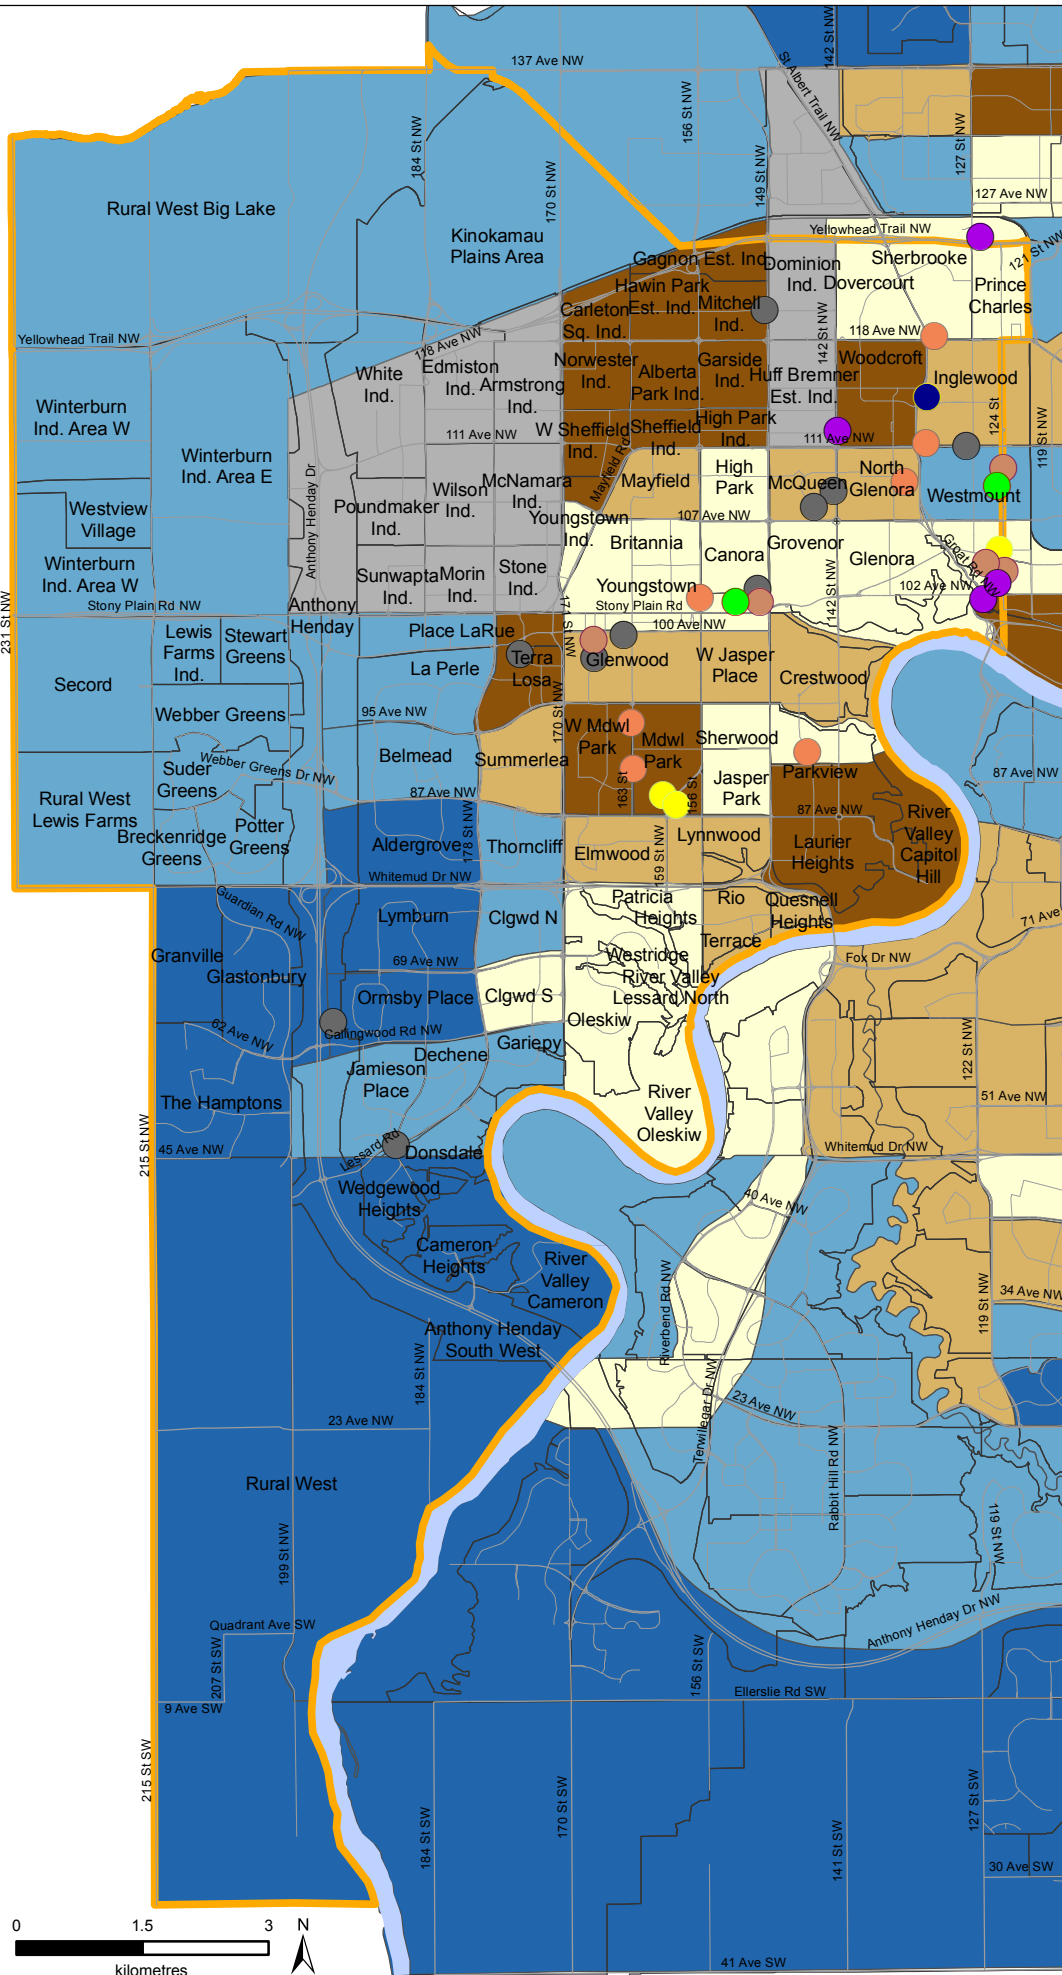 137 Ave NW
142 St NW
St Albert Trail NW
184 St NW
156 St NW
170 St NW
149 St NW
127 St NW
127 Ave NW
Rural West Big Lake
Kinokamau
Plains Area
Yellowhead Trail NW
121 St NW
Sherbrooke
Gagnon Est. Ind.
Dominion
Ind.
Dovercourt
Prince
Charles
Hawin Park
Est. Ind.
Mitchell
Ind.
Carleton
Sq. Ind.
142 St NW
118 Ave NW
Yellowhead Trail NW
118 Ave NW
White
Ind.
Edmiston
Ind.
Armstrong
Ind.
Norwester
Ind.
Alberta
Park Ind.
Garside
Ind.
Huff Bremner
Est. Ind.
Woodcroft
Inglewood
124 St
119 St NW
Winterburn
Ind. Area W
111 Ave NW
W Sheffield
Ind.
Sheffield
Ind.
High Park
Ind.
111 Ave NW
Mayfield Rd
Winterburn
Ind. Area E
Anthony Henday Dr
Westview
Village
Poundmaker
Ind.
Wilson
Ind.
McNamara
Ind.
Mayfield
High
Park
McQueen
North
Glenora
Westmount
107 Ave NW
Youngstown
Ind.
Britannia
Canora
Grovenor
Glenora
Groat Rd NW
Winterburn
Ind. Area W
Sunwapta
Ind.
Morin
Ind.
Stone
Ind.
Youngstown
142 St NW
102 Ave NW
231 St NW
Stony Plain Rd NW
Anthony
Henday
171 St NW
Stony Plain Rd
100 Ave NW
Lewis
Farms
Ind.
Stewart
Greens
Place LaRue
La Perle
Terra
Losa
Glenwood
W Jasper
Place
Crestwood
Secord
Webber Greens
95 Ave NW
170 St NW
W Mdwl
Park
Mdwl
Park
Sherwood
Suder
Greens
Webber Greens Dr NW
Belmead
Summerlea
Parkview
87 Ave NW
Rural West
Lewis Farms
87 Ave NW
163 St
156 St
Jasper
Park
87 Ave NW
Breckenridge
Greens
Potter
Greens
Aldergrove
178 St NW
Thorncliff
Elmwood
159 St NW
Lynnwood
Laurier
Heights
River
Valley
Capitol
Hill
Whitemud Dr NW
Guardian Rd NW
Lymburn
Clgwd N
Patricia
Heights
Rio
Terrace
Quesnell
Heights
71 Ave
Granville
Glastonbury
69 Ave NW
Westridge
Fox Dr NW
Ormsby Place
Clgwd S
River Valley
Lessard North
Oleskiw
62 Ave NW
Callingwood Rd NW
Gariepy
Dechene
Jamieson
Place
122 St NW
The Hamptons
River
Valley
Oleskiw
51 Ave NW
215 St NW
45 Ave NW
Lessard Rd
Donsdale
Whitemud Dr NW
Wedgewood
Heights
40 Ave NW
Cameron
Heights
River
Valley
Cameron
Riverbend Rd NW
119 St NW
34 Ave NW
Anthony Henday
South West
184 St NW
Terwillegar Dr NW
23 Ave NW
23 Ave NW
Rabbit Hill Rd NW
Rural West
119 St NW
199 St NW
Anthony Henday Dr NW
Quadrant Ave SW
207 St SW
156 St SW
Ellerslie Rd SW
9 Ave SW
215 St SW
184 St SW
170 St SW
141 St SW
127 St SW
30 Ave SW
0 1.5 3
N
kilometres
41 Ave SW